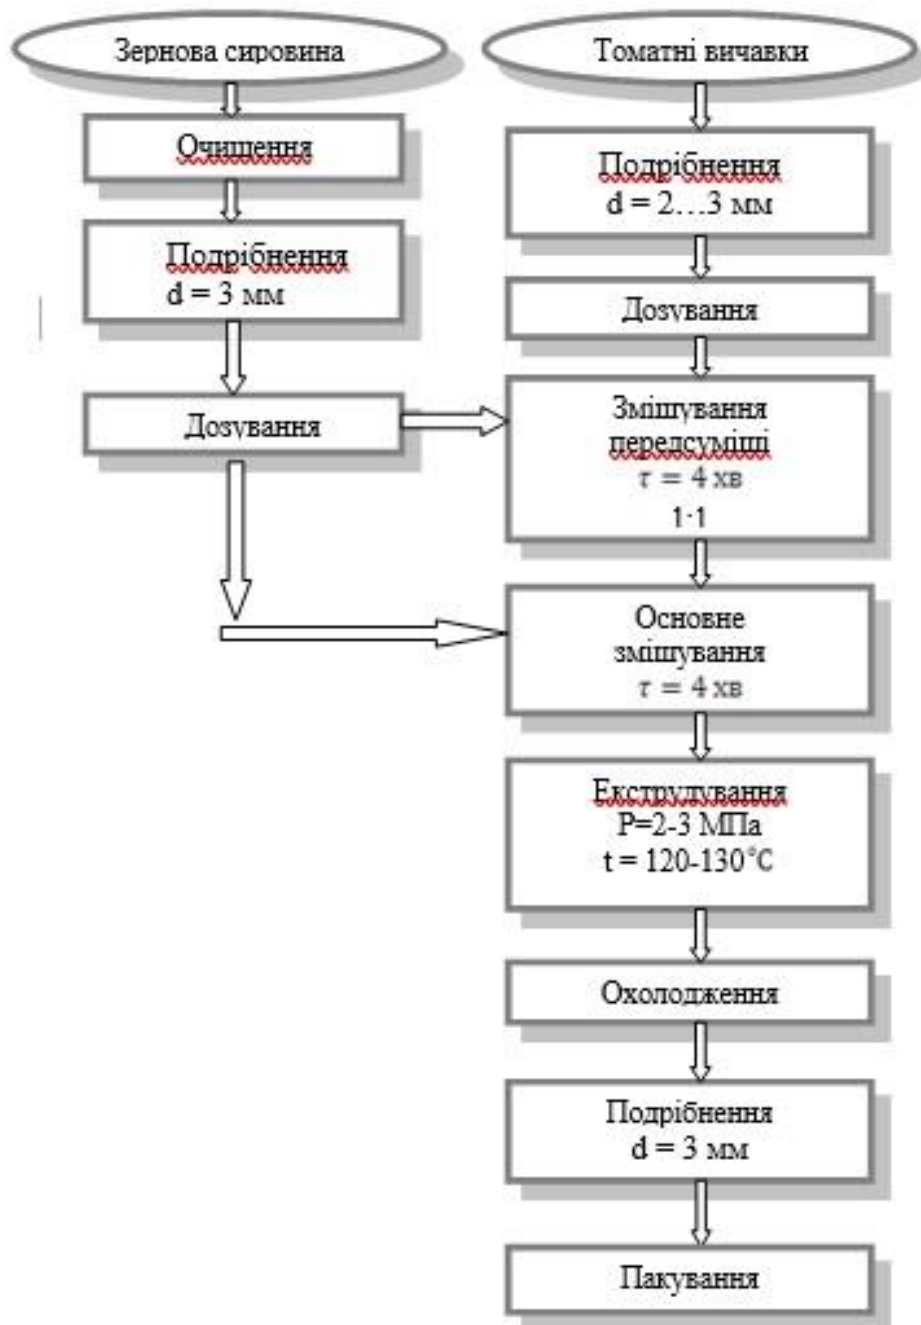 Зернова сировина
Очищення
Подрібнення
d = 3 мм
Дозування
Томатні вичавки
Подрібнення
d = 2...3 мм
Дозування
Змішування
передсуміші
τ = 4 хв
1·1
Основне
змішування
τ = 4 хв
Екструдування
P=2-3 МПа
t = 120-130°C
Охолодження
Подрібнення
d = 3 мм
Пакування